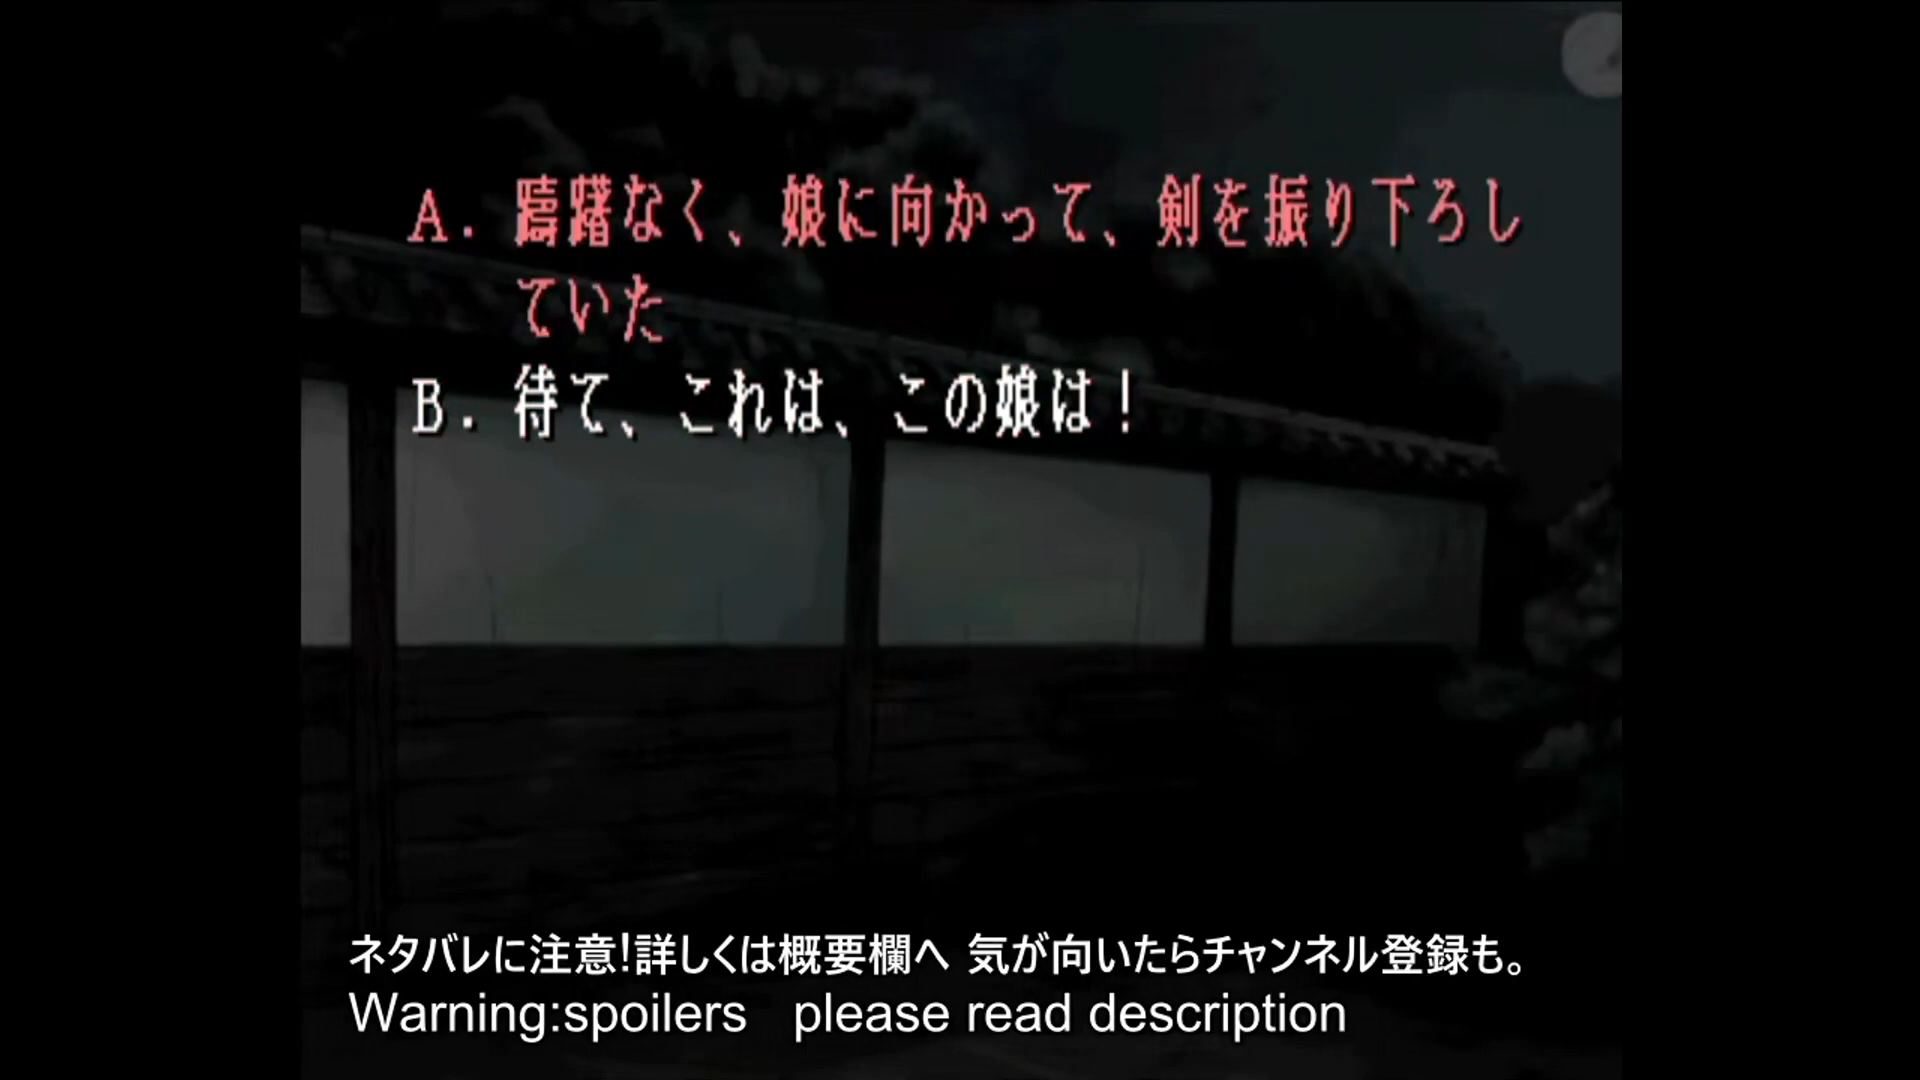 A．躊躇なく、娘に向かって、剣を振り下ろし
ていた
B．待て、これは、この娘は！
ネタバレに注意!詳しくは概要欄へ 気が向いたらチャンネル登録も。
Warning:spoilers please read description